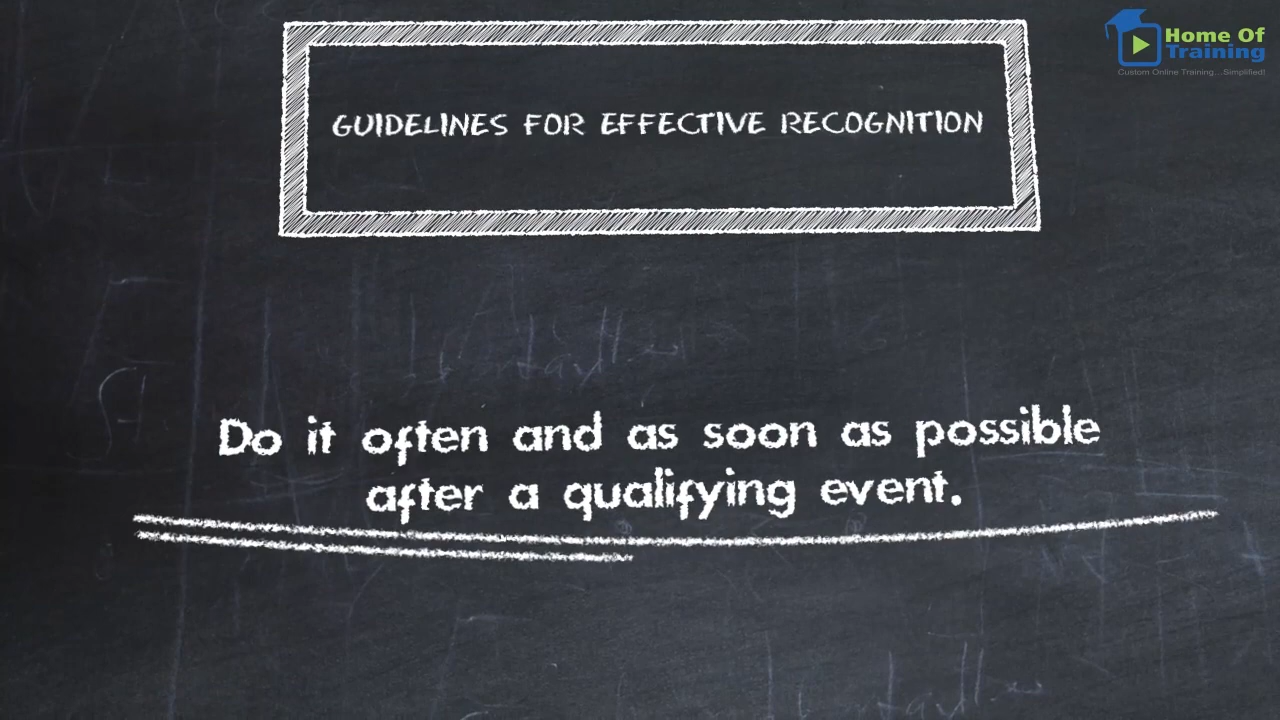 Home Of
Training
Custom Online Training...Simplified!
GUIDELINES FOR EFFECTIVE RECOGNITION
Do it often and as soon as possible
after a qualifying event.